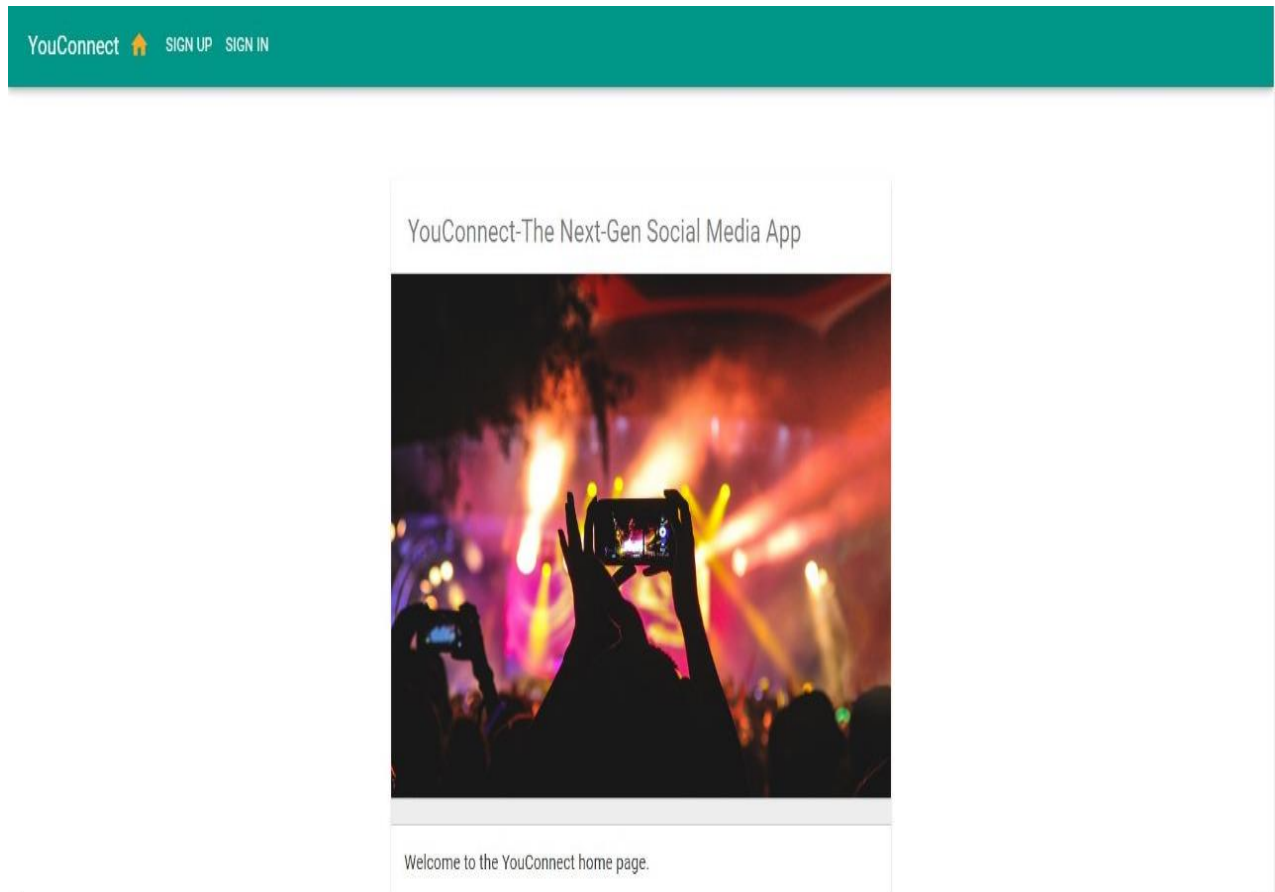 YouConnect SIGN UP SIGN IN
YouConnect-The Next-Gen Social Media App
Welcome to the YouConnect home page.